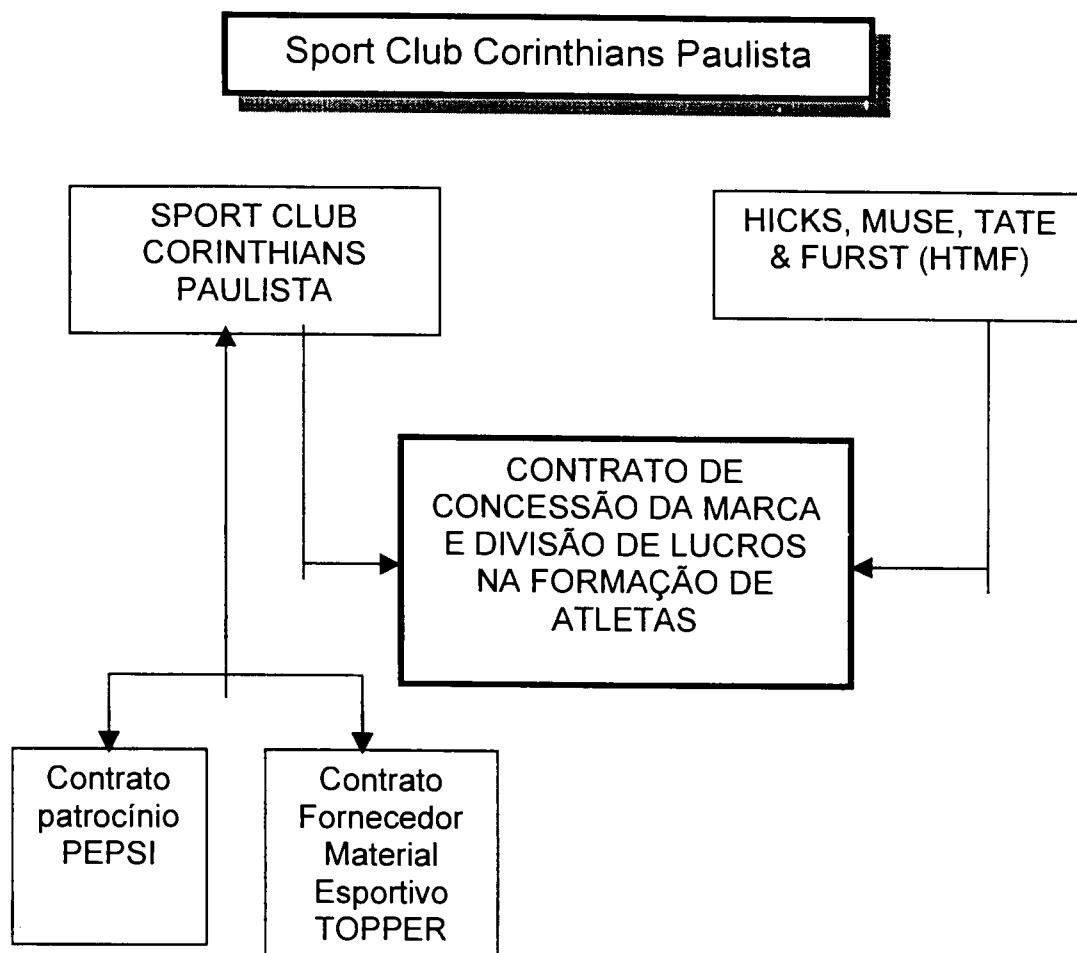 Sport Club Corinthians Paulista
SPORT CLUB
CORINTHIANS
PAULISTA
HICKS, MUSE, TATE
& FURST (HTMF)
CONTRATO DE
CONCESSÃO DA MARCA
E DIVISÃO DE LUCROS
NA FORMAÇÃO DE
ATLETAS
Contrato
patrocínio
PEPSI
Contrato
Fornecedor
Material
Esportivo
TOPPER